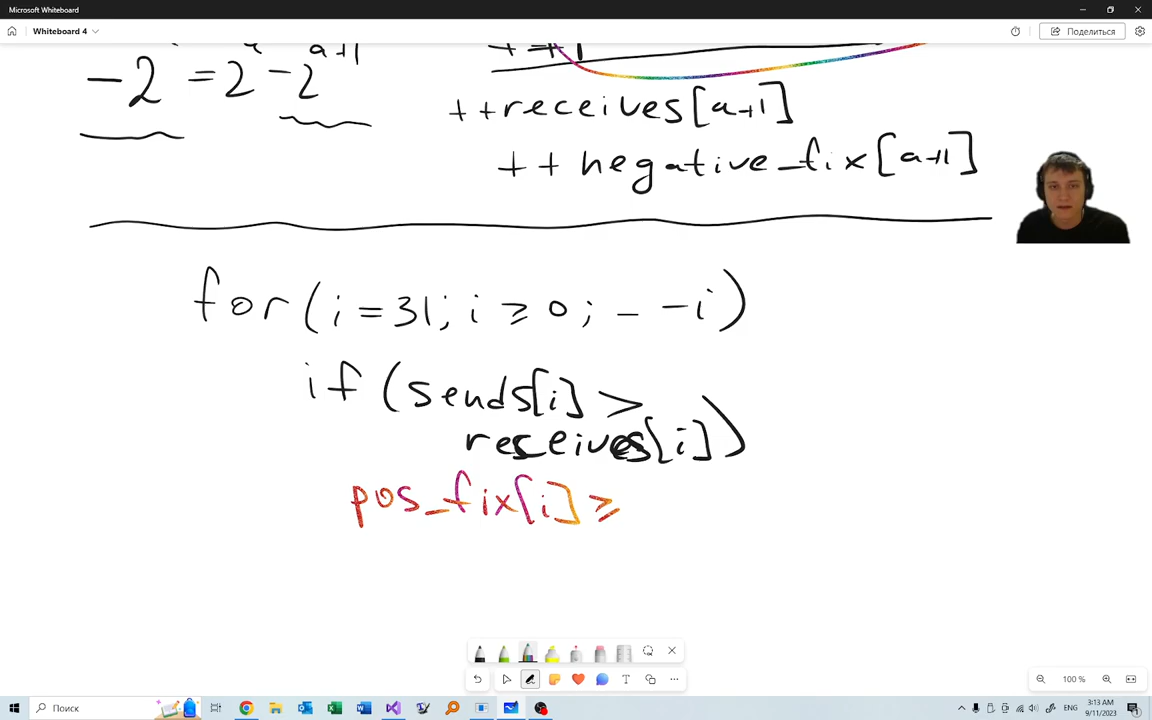 Microsoft Whiteboard
Whiteboard 4
Поделиться
a+1
-2 = 2 - 2
++receives[a+1]
++ negative_fix[a+1]
for(i=31; i≥0; --i)
if (sends[i] >
receives[i])
pos_fix[i] ≥
100 %
Поиск
ENG
3:13 AM
9/11/2023